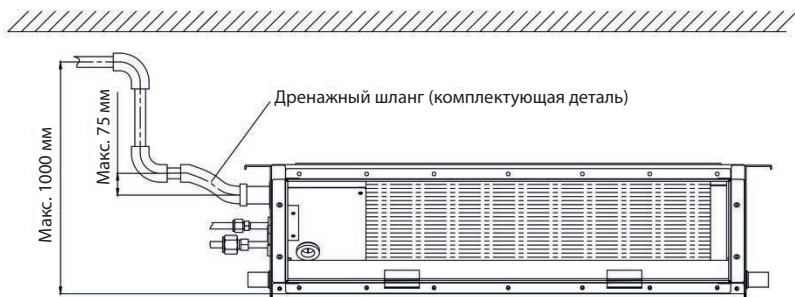 Дренажный шланг (комплектующая деталь)
Макс. 75 мм
Макс. 1000 мм